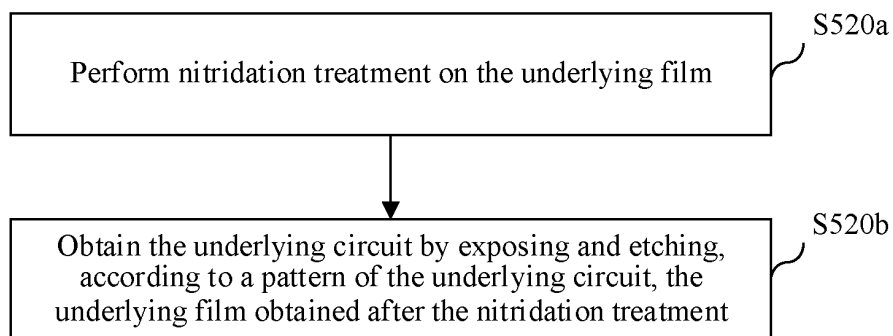 S520a
Perform nitridation treatment on the underlying film
S520b
Obtain the underlying circuit by exposing and etching,
according to a pattern of the underlying circuit, the
underlying film obtained after the nitridation treatment